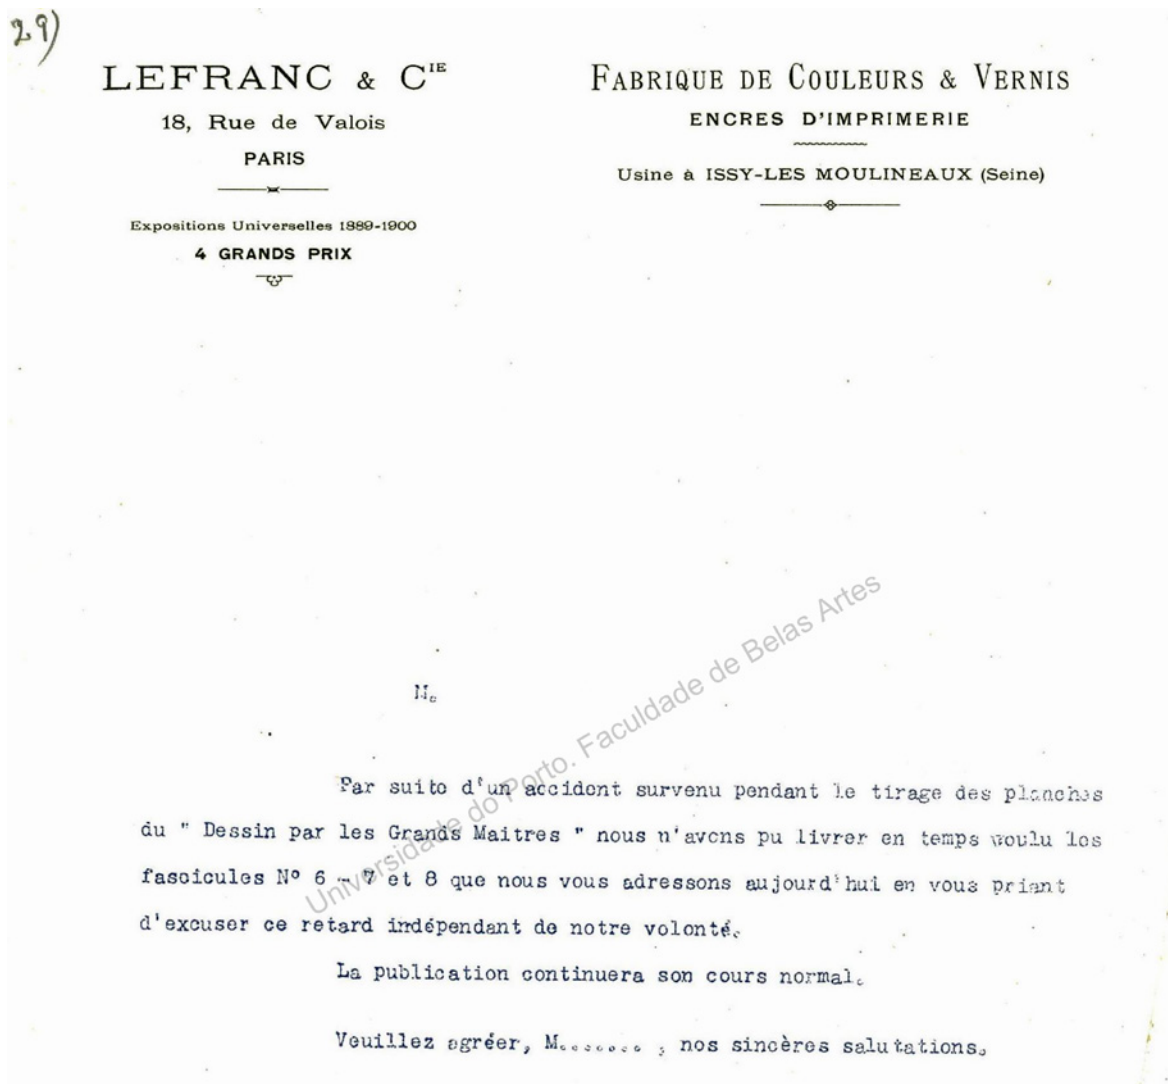 29)
LEFRANC & CIE
18, Rue de Valois
PARIS
Expositions Universelles 1889-1900
4 GRANDS PRIX
FABRIQUE DE COULEURS & VERNIS
ENCRES D'IMPRIMERIE
Usine à ISSY-LES MOULINEAUX (Seine)
M.
Par suite d'un accident survenu pendant le tirage des planches
du " Dessin par les Grands Maitres " nous n'avons pu livrer en temps voulu les
fascicules Nº 6 - 7 et 8 que nous vous adressons aujourd'hui en vous priant
d'excuser ce retard indépendant de notre volonté.
La publication continuera son cours normal.
Veuillez agréer, M........ , nos sincères salutations.
Universidade do Porto. Faculdade de Belas Artes